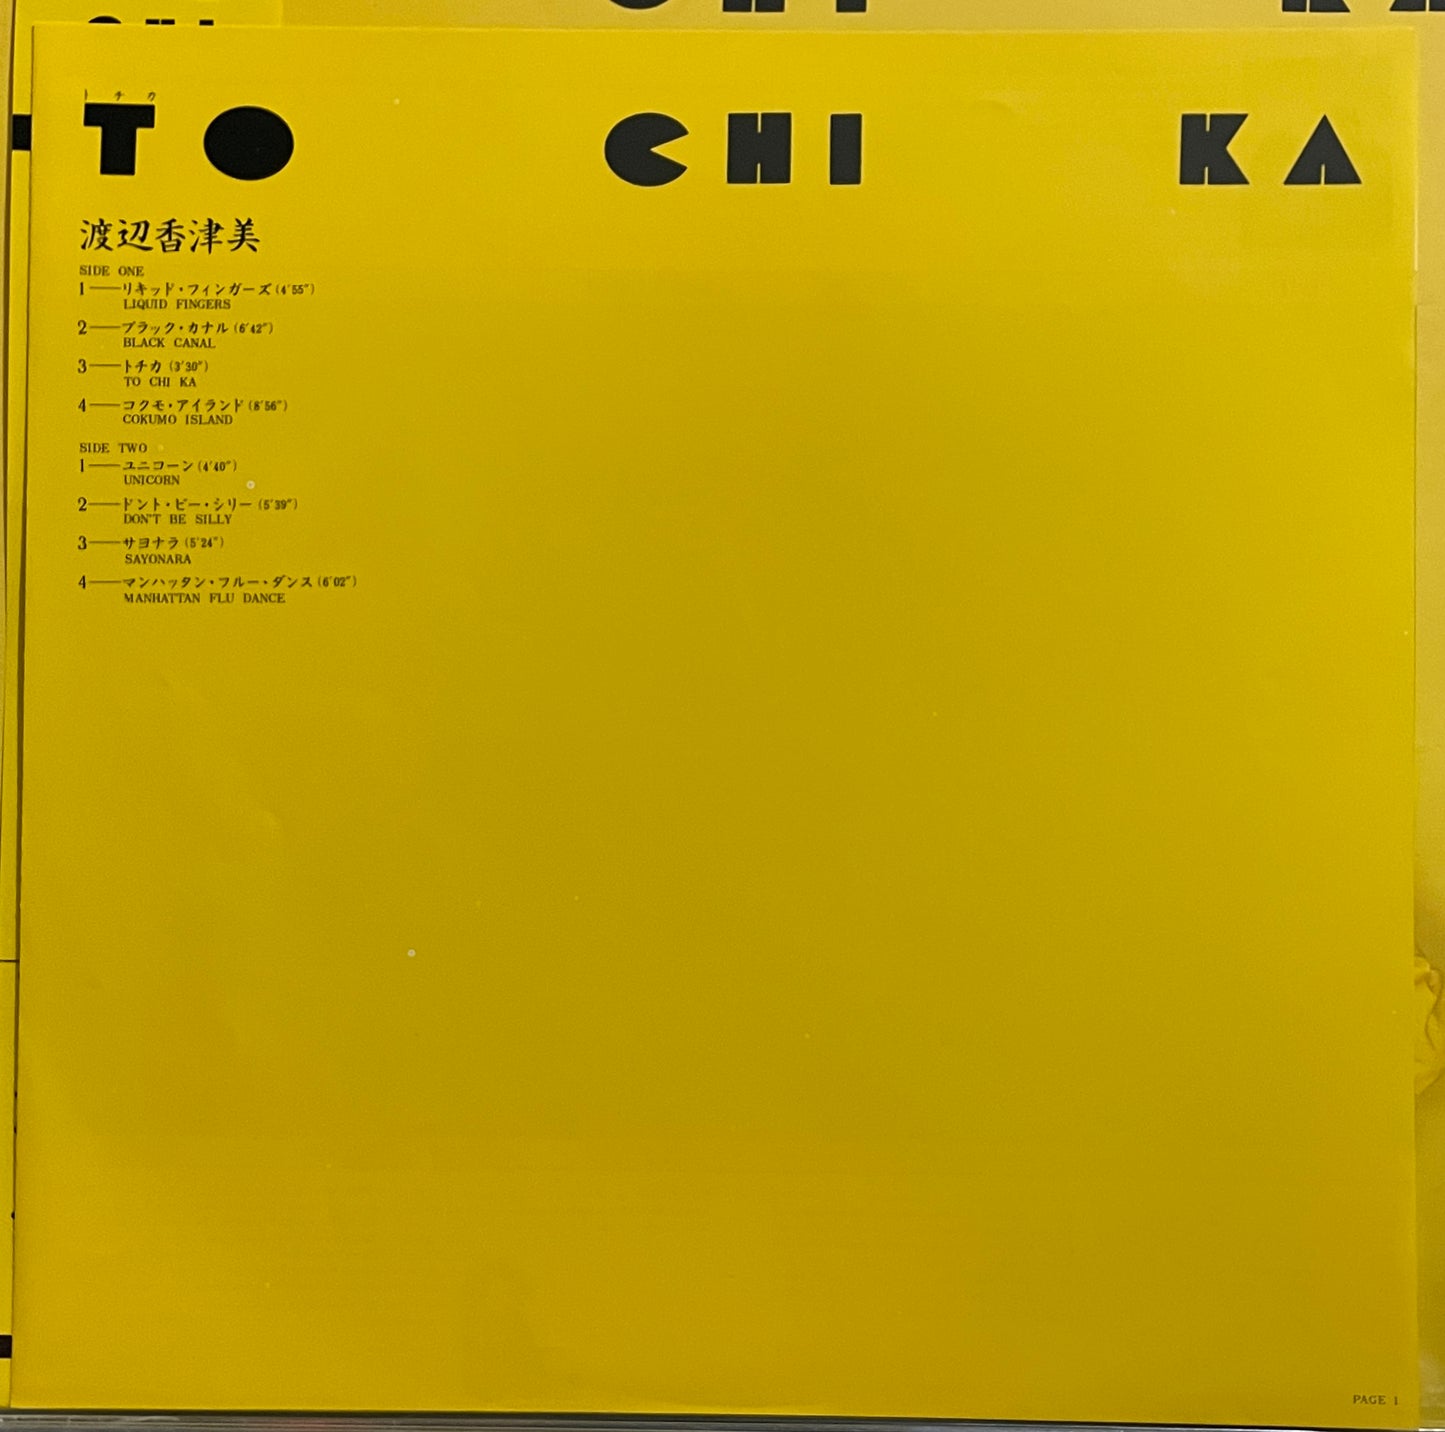 トチカ
TO CHI KA
渡辺香津美
SIDE ONE
1──リキッド・フィンガーズ(4′55″)
LIQUID FINGERS
2──ブラック・カナル(6′42″)
BLACK CANAL
3──トチカ(3′30″)
TO CHI KA
4──コクモ・アイランド(8′56″)
COKUMO ISLAND
SIDE TWO
1──ユニコーン(4′40″)
UNICORN
2──ドント・ビー・シリー(5′39″)
DON'T BE SILLY
3──サヨナラ(5′24″)
SAYONARA
4──マンハッタン・フルー・ダンス(6′02″)
MANHATTAN FLU DANCE
PAGE 1